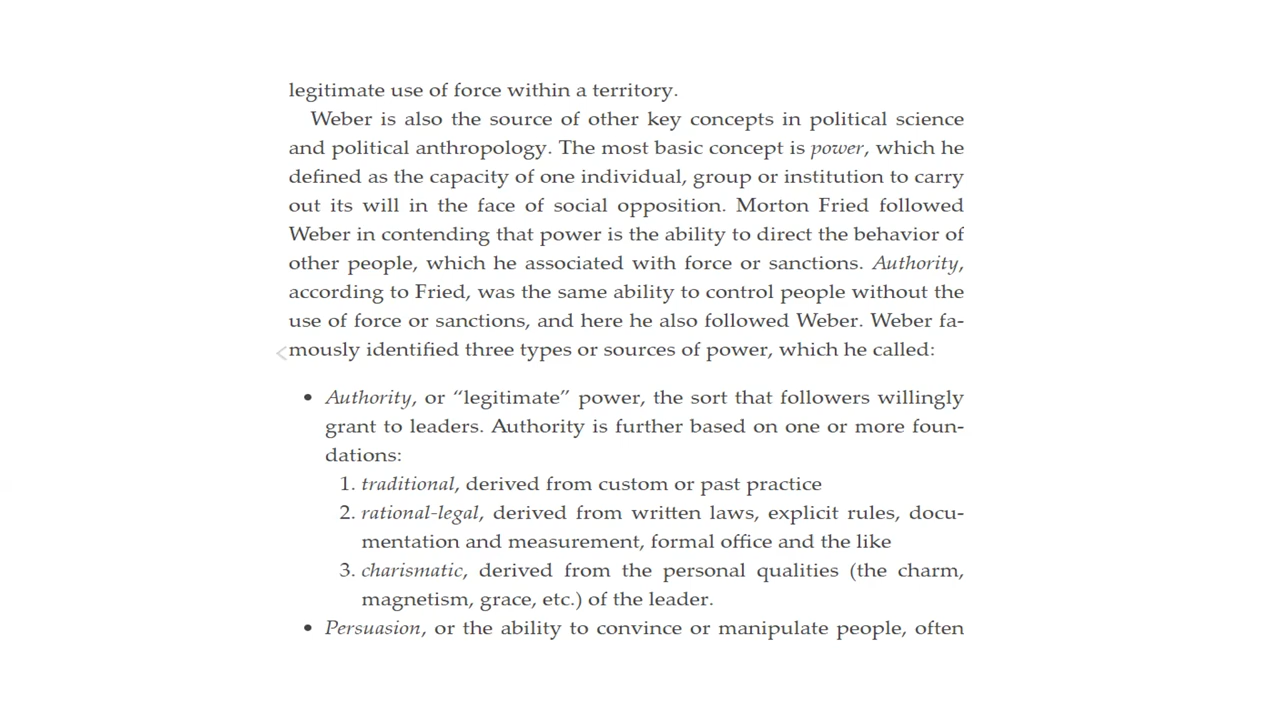 legitimate use of force within a territory.
Weber is also the source of other key concepts in political science
and political anthropology. The most basic concept is power, which he
defined as the capacity of one individual, group or institution to carry
out its will in the face of social opposition. Morton Fried followed
Weber in contending that power is the ability to direct the behavior of
other people, which he associated with force or sanctions. Authority,
according to Fried, was the same ability to control people without the
use of force or sanctions, and here he also followed Weber. Weber fa-
mously identified three types or sources of power, which he called:
• Authority, or “legitimate” power, the sort that followers willingly
grant to leaders. Authority is further based on one or more foun-
dations:
1. traditional, derived from custom or past practice
2. rational-legal, derived from written laws, explicit rules, docu-
mentation and measurement, formal office and the like
3. charismatic, derived from the personal qualities (the charm,
magnetism, grace, etc.) of the leader.
• Persuasion, or the ability to convince or manipulate people, often